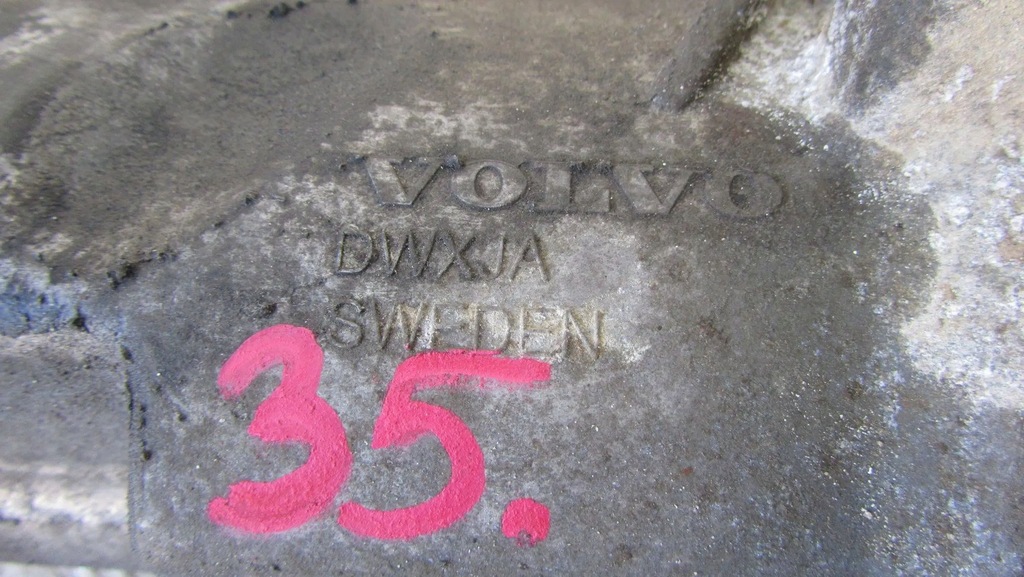 VOLVO
DWXJA
SWEDEN
35.